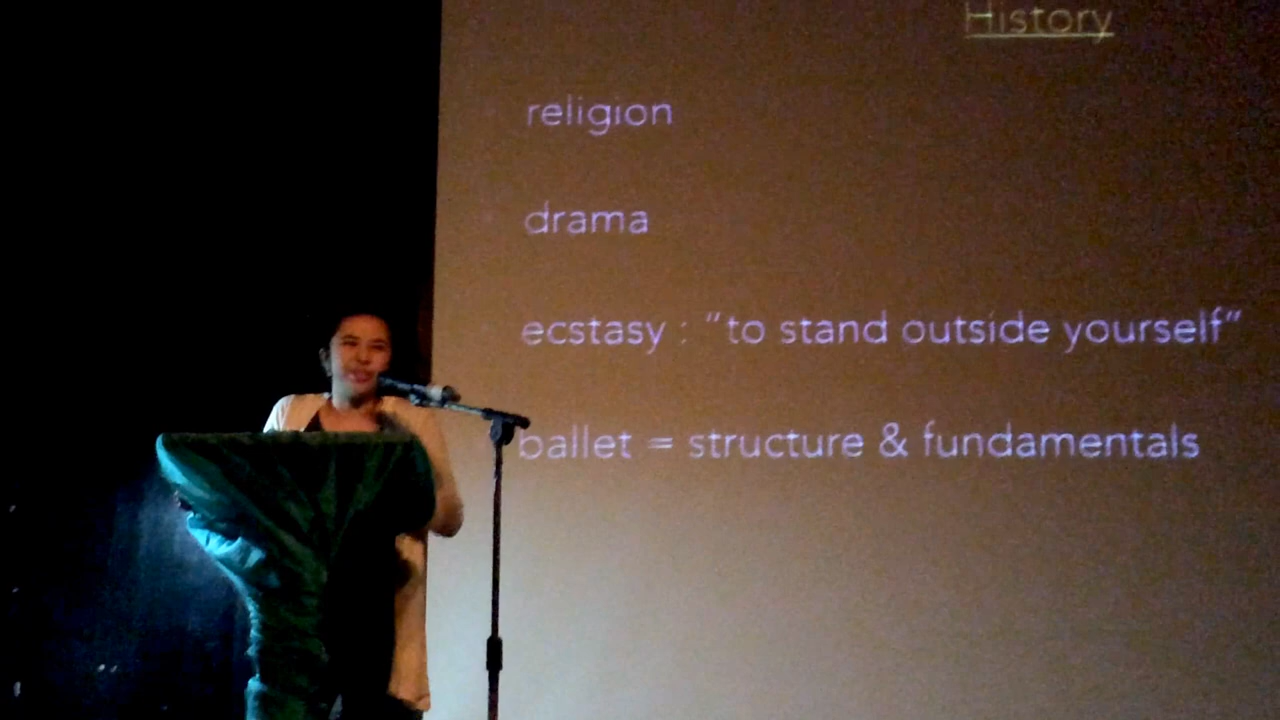 History
religion
drama
ecstasy : “to stand outside yourself”
ballet = structure & fundamentals